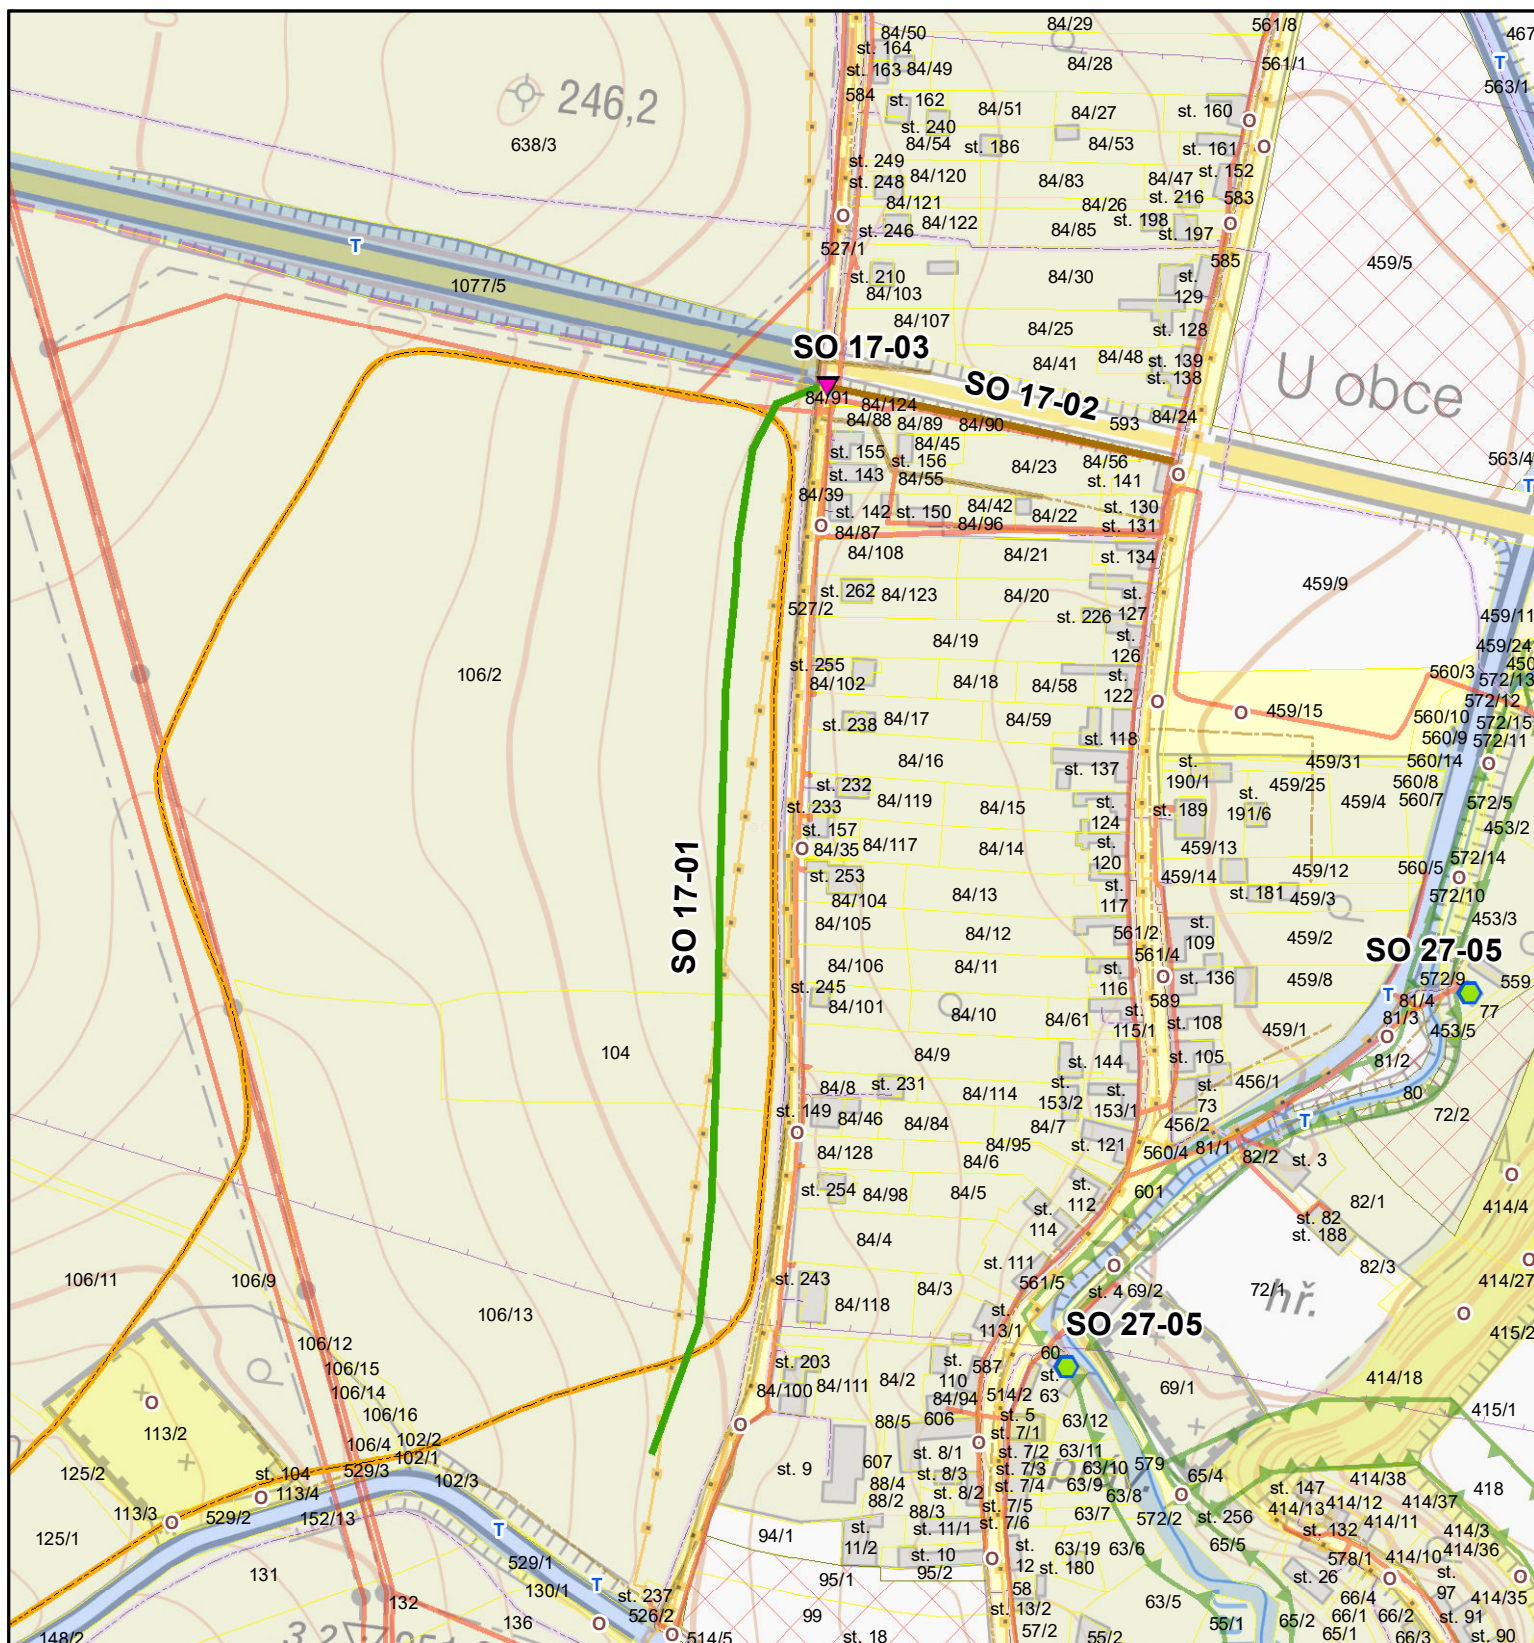 84/29
561/8
467
84/50
st. 164
84/28
561/1
T
563/1
st. 163
84/49
246,2
584
st. 162
84/51
84/27
st. 160
O
638/3
st. 240
84/54
st. 186
84/53
st. 161
O
st. 249
84/120
84/83
84/47
st. 152
st. 248
84/121
84/26
st. 216
583
O
84/122
84/85
st. 198
st. 197
O
st. 246
T
527/1
585
459/5
1077/5
st. 210
84/103
84/30
st.
129
84/107
84/25
st. 128
SO 17-03
84/41
84/48
st. 139
st. 138
SO 17-02
U obce
84/91
84/124
84/88
84/89
84/90
593
84/24
st. 155
84/45
st. 156
84/23
84/56
563/4
st. 143
84/55
st. 141
O
T
84/39
st. 142
st. 150
84/42
84/96
84/22
st. 130
st. 131
O
84/87
84/108
84/21
st. 134
st. 262
84/123
84/20
st.
127
459/9
527/2
st. 226
459/11
84/19
st.
126
459/24
450
106/2
st. 255
84/102
84/18
84/58
st.
122
560/3
572/13
572/12
O
O
459/15
560/10
572/15
st. 238
84/17
84/59
st. 118
560/9
572/11
84/16
st. 137
st.
190/1
459/31
560/14
O
st. 232
459/25
560/8
st. 233
84/119
84/15
st.
124
st. 189
st.
191/6
459/4
560/7
572/5
st. 157
453/2
O
84/35
84/117
84/14
st.
120
459/13
572/14
SO 17-01
st. 253
459/14
459/12
560/5
O
84/104
84/13
st.
117
st. 181
459/3
572/10
84/105
84/12
561/2
st.
109
459/2
453/3
561/4
SO 27-05
84/106
84/11
st.
116
O
st. 136
459/8
572/9
559
st. 245
84/101
589
T
81/4
77
84/10
84/61
st.
115/1
st. 108
459/1
81/3
453/5
O
104
84/9
st. 144
st. 105
81/2
84/8
st. 231
84/114
st.
153/2
st.
153/1
st.
73
456/1
80
st. 149
84/46
84/84
84/7
456/2
T
72/2
O
84/95
st. 121
84/128
84/6
560/4
81/1
82/2
st. 3
O
st. 254
84/98
84/5
st.
112
601
82/1
414/4
st.
114
st. 82
st. 188
84/4
106/11
106/9
st. 243
st. 111
O
82/3
O
414/27
84/3
561/5
st. 4
69/2
72/1
hř.
106/13
84/118
st.
113/1
SO 27-05
O
415/2
106/12
106/15
st. 203
60
106/14
84/100
84/111
84/2
st.
110
587
st.
63
69/1
414/18
O
106/16
84/94
514/2
415/1
113/2
O
88/5
606
st. 5
63/12
106/4
102/2
102/1
st. 7/1
O
125/2
st. 104
529/3
102/3
st. 9
607
st. 8/1
st. 7/2
63/11
579
65/4
414/38
113/4
O
88/4
st. 8/3
st. 7/3
63/10
st. 147
418
88/2
st. 8/2
st. 7/4
63/9
63/8
O
414/12
414/37
113/3
O
529/2
152/13
88/3
st. 7/5
63/7
572/2
st. 256
414/13
125/1
T
94/1
st.
11/2
st. 11/1
st. 7/6
st. 132
414/11
414/3
529/1
st. 10
O
st.
12
63/19
63/6
65/5
578/1
414/10
414/36
131
130/1
T
95/1
95/2
st. 180
st. 26
O
st.
97
O
st. 237
58
414/35
132
136
O
526/2
99
st. 13/2
63/5
66/4
66/1
66/2
st. 91
148/2
O
514/5
st. 18
57/2
55/2
55/1
65/2
65/1
66/3
st. 90